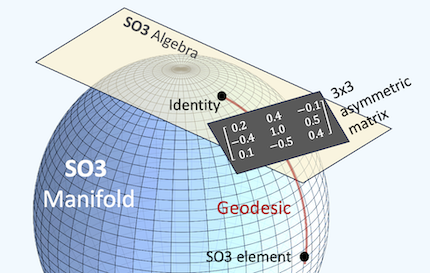 SO3 Algebra
Identity
0.2 0.4 −0.1
−0.4 1.0 0.5
0.1 −0.5 0.4
3x3
asymmetric
matrix
SO3
Manifold
Geodesic
SO3 element